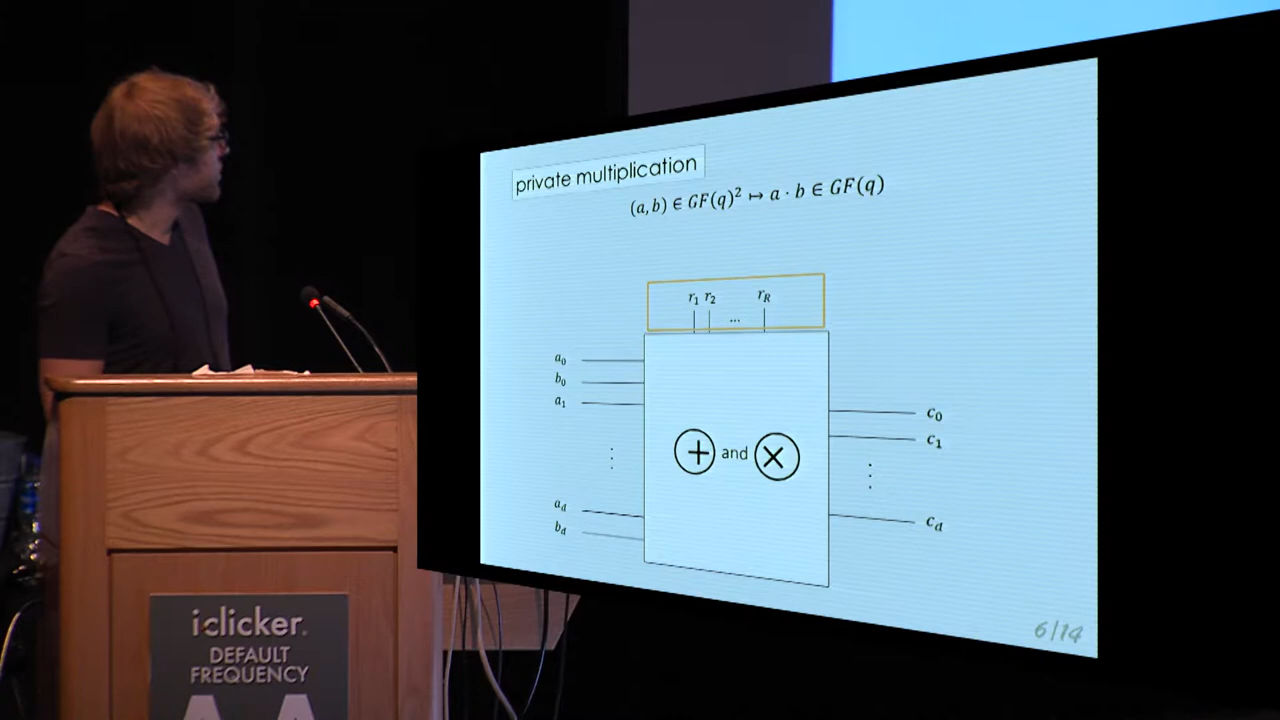 private multiplication
(a, b) ∈ GF(q)² ↦ a · b ∈ GF(q)
r₁ r₂ ... r_R
a₀
b₀
a₁
⋮
a_d
b_d
+ and ×
c₀
c₁
⋮
c_d
6/14
iclicker.
DEFAULT
FREQUENCY
AA